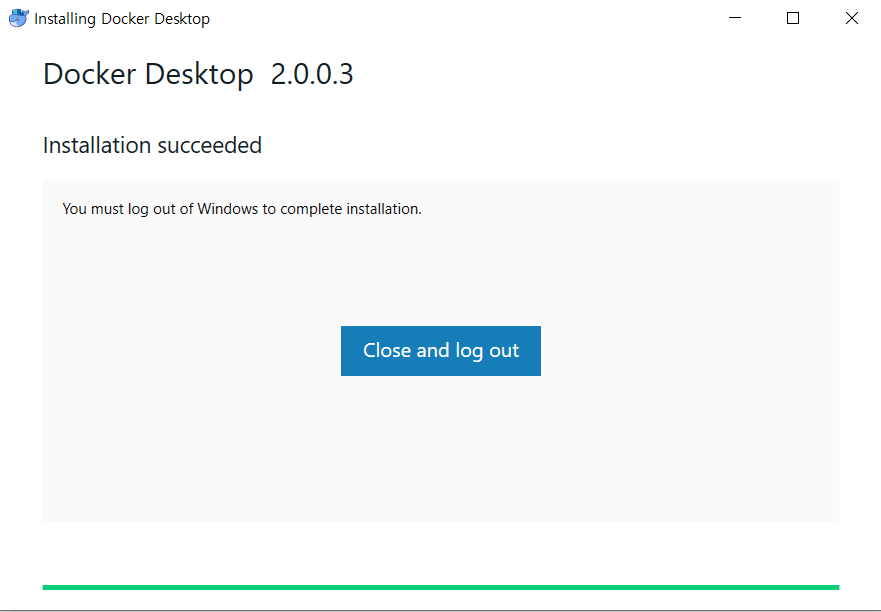 Installing Docker Desktop
Docker Desktop 2.0.0.3
Installation succeeded
You must log out of Windows to complete installation.
Close and log out